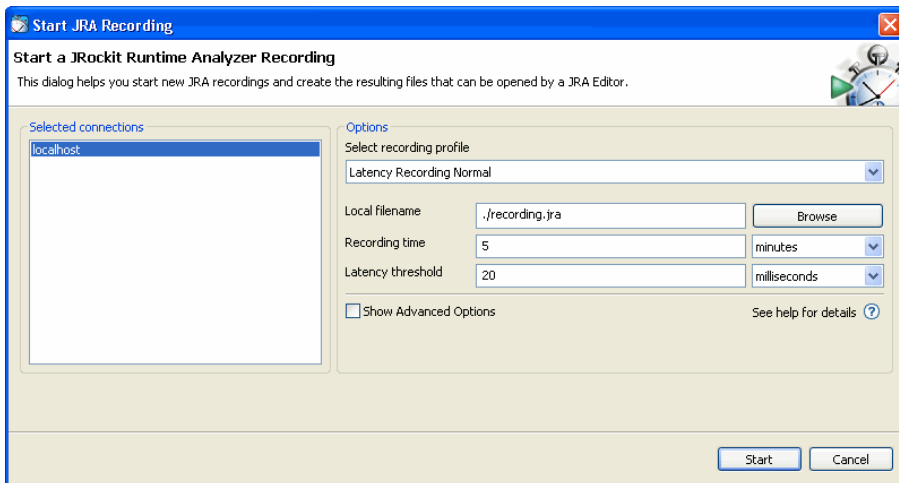 Start JRA Recording
Start a JRockit Runtime Analyzer Recording
This dialog helps you start new JRA recordings and create the resulting files that can be opened by a JRA Editor.
Selected connections
localhost
Options
Select recording profile
Latency Recording Normal
Local filename ./recording.jra Browse
Recording time 5 minutes
Latency threshold 20 milliseconds
Show Advanced Options See help for details ?
Start Cancel